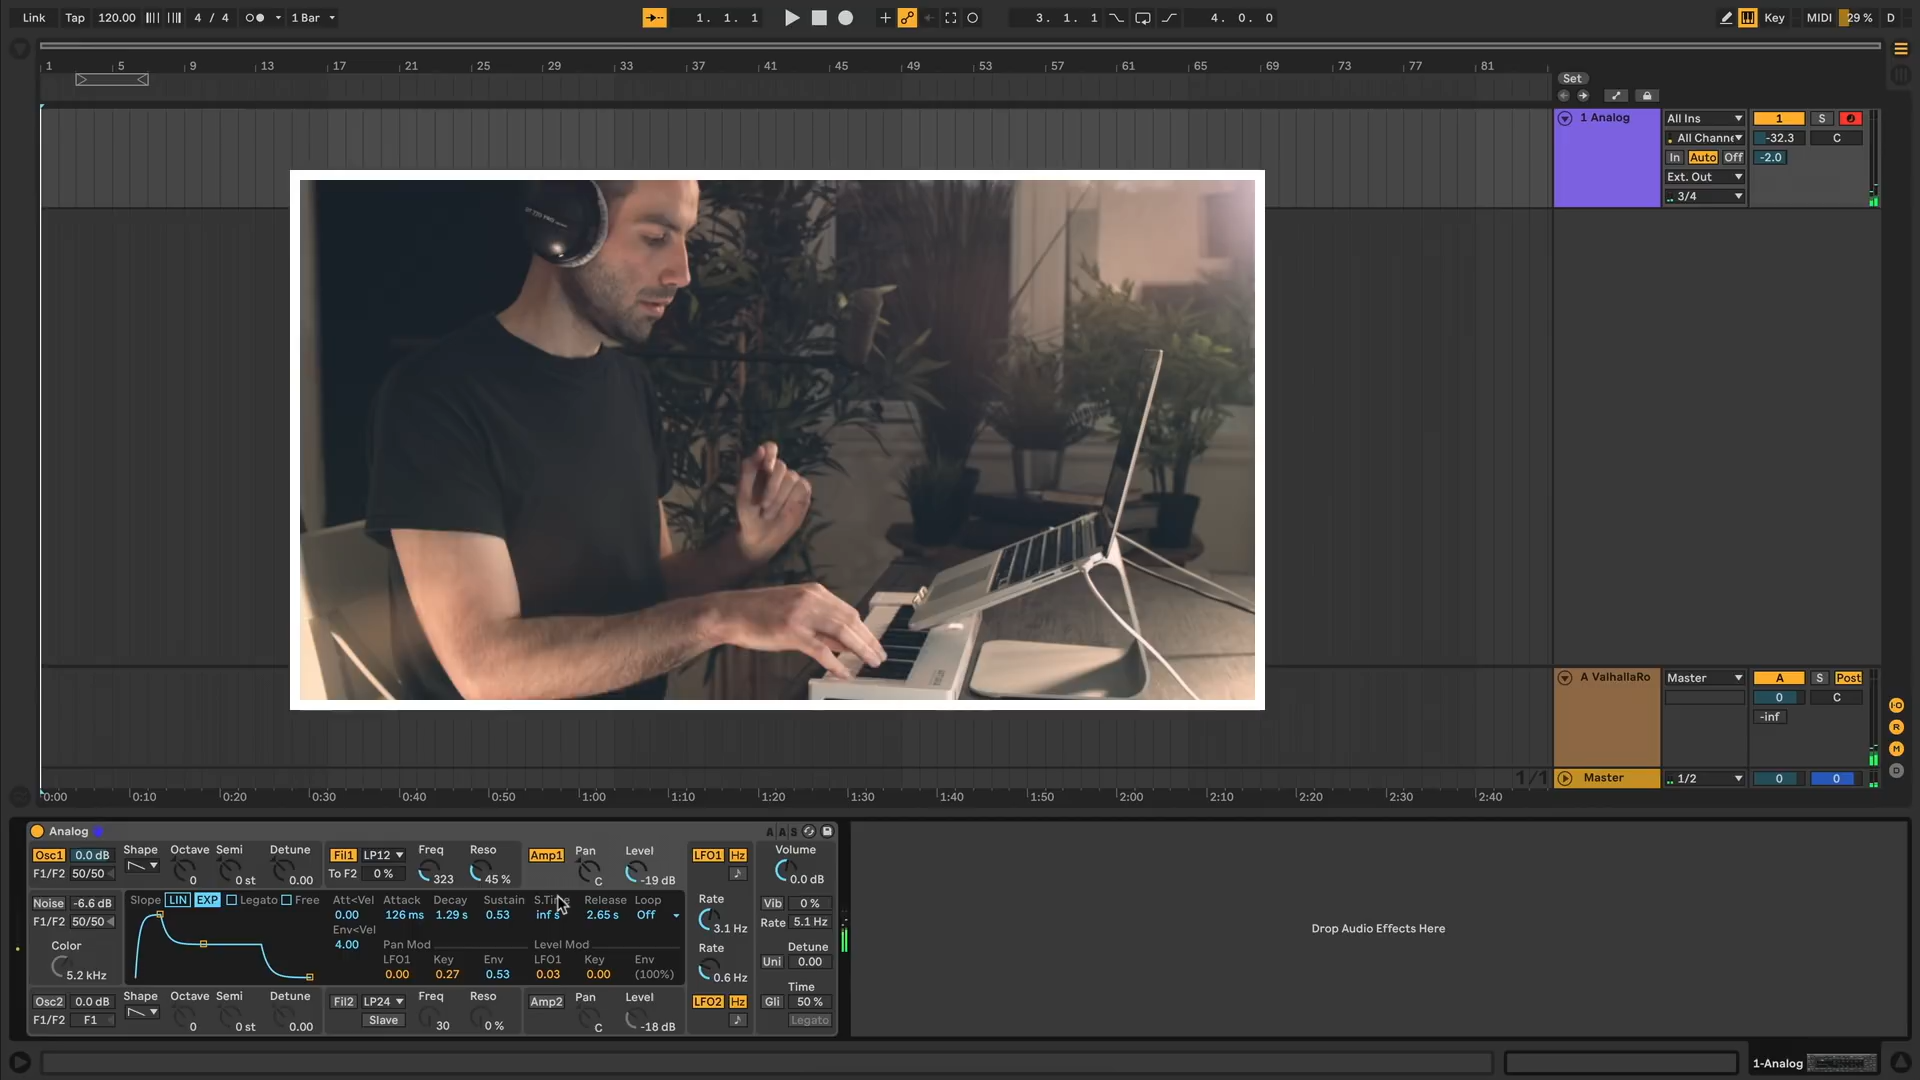 Link Tap 120.00 4 / 4 1 Bar 1. 1. 1 3. 1. 1 4. 0. 0 Key MIDI 29 % D
1 5 9 13 17 21 25 29 33 37 41 45 49 53 57 61 65 69 73 77 81
Set
1 Analog All Ins 1 S
All Channe -32.3 C
In Auto Off -2.0
Ext. Out
3/4
A ValhallaRo Master A S Post
0 C
-inf
1/1 Master 1/2 0 0
0:00 0:10 0:20 0:30 0:40 0:50 1:00 1:10 1:20 1:30 1:40 1:50 2:00 2:10 2:20 2:30 2:40
Analog A A S
Osc1 0.0 dB Shape Octave Semi Detune Fil1 LP12 Freq Reso Amp1 Pan Level LFO1 Hz Volume
F1/F2 50/50 0 0 st 0.00 To F2 0 % 323 45 % C -19 dB 0.0 dB
Noise -6.6 dB Slope LIN EXP Legato Free Att<Vel Attack Decay Sustain S.Time Release Loop Rate Vib 0 %
F1/F2 50/50 0.00 126 ms 1.29 s 0.53 inf s 2.65 s Off 3.1 Hz Rate 5.1 Hz
Env<Vel
Color 4.00 Pan Mod Level Mod Rate Detune
5.2 kHz LFO1 Key Env LFO1 Key Env Uni 0.00
0.00 0.27 0.53 0.03 0.00 (100%) 0.6 Hz
Osc2 0.0 dB Shape Octave Semi Detune Fil2 LP24 Freq Reso Amp2 Pan Level LFO2 Hz Time
Gli 50 %
F1/F2 F1 0 0 st 0.00 Slave 30 0 % C -18 dB Legato
Drop Audio Effects Here
1-Analog